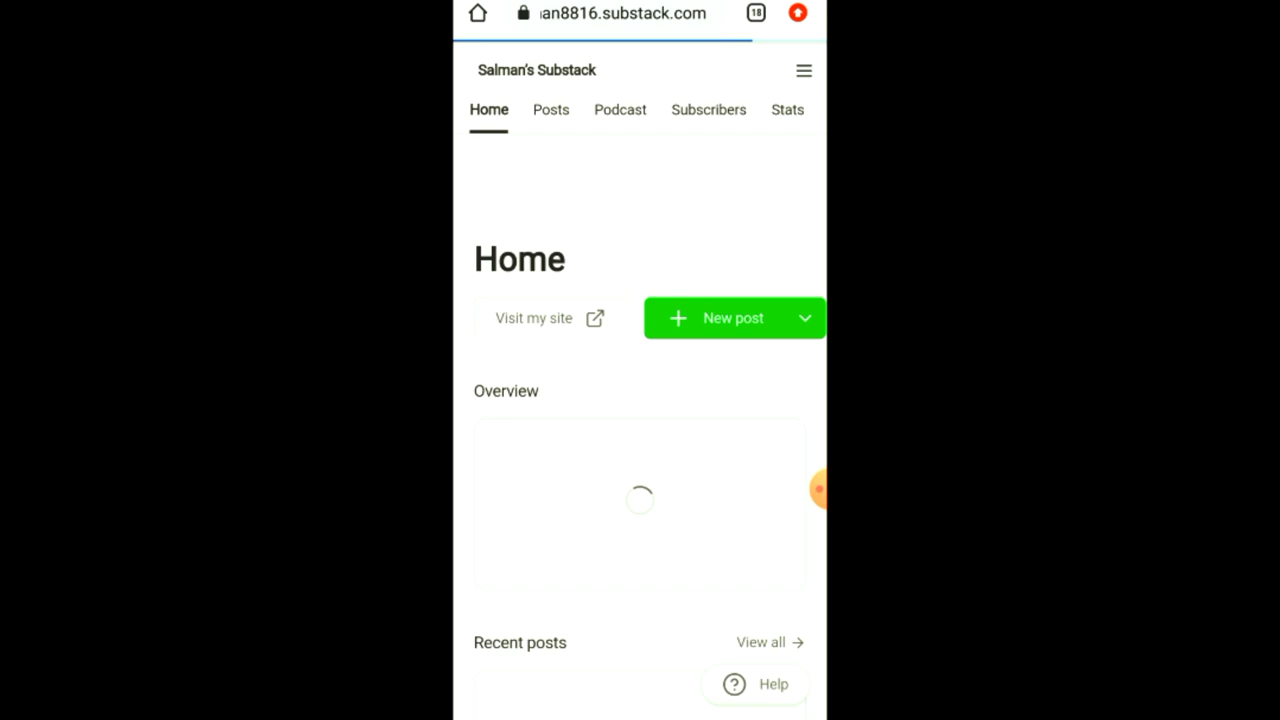 an8816.substack.com 18
Salman's Substack
Home Posts Podcast Subscribers Stats
Home
Visit my site New post
Overview
Recent posts View all
Help